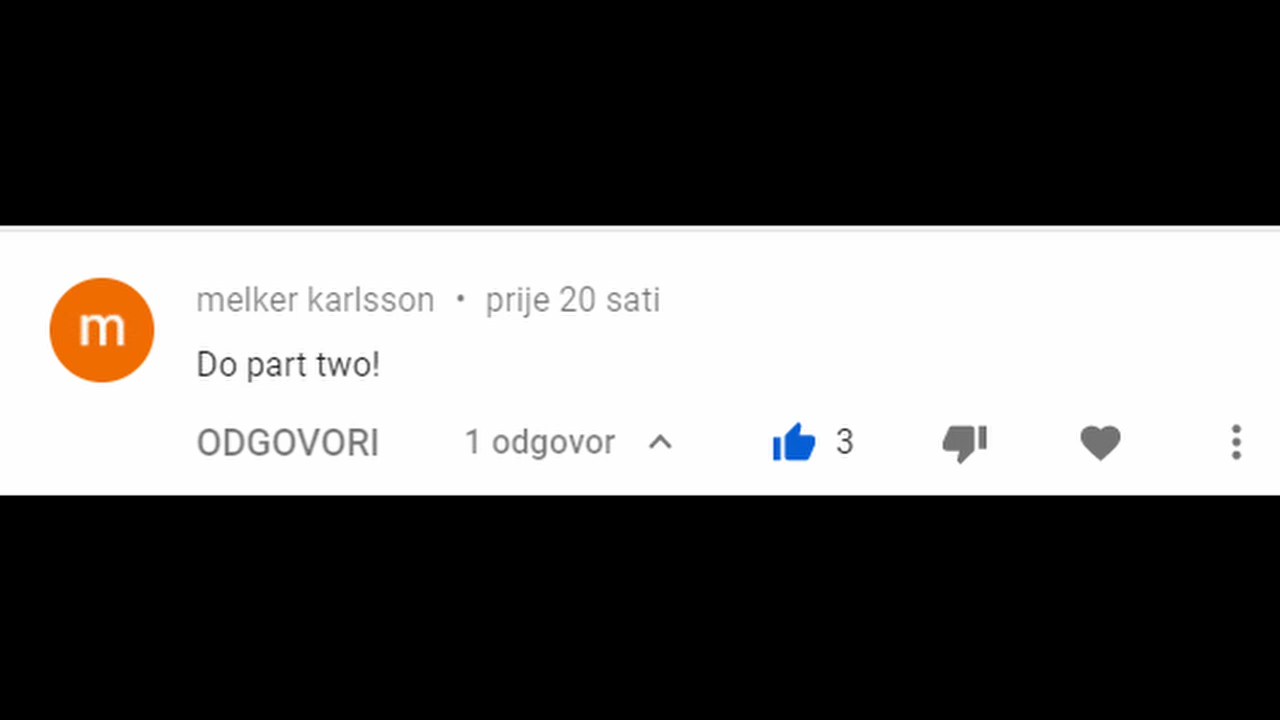 m
melker karlsson • prije 20 sati
Do part two!
ODGOVORI 1 odgovor 3